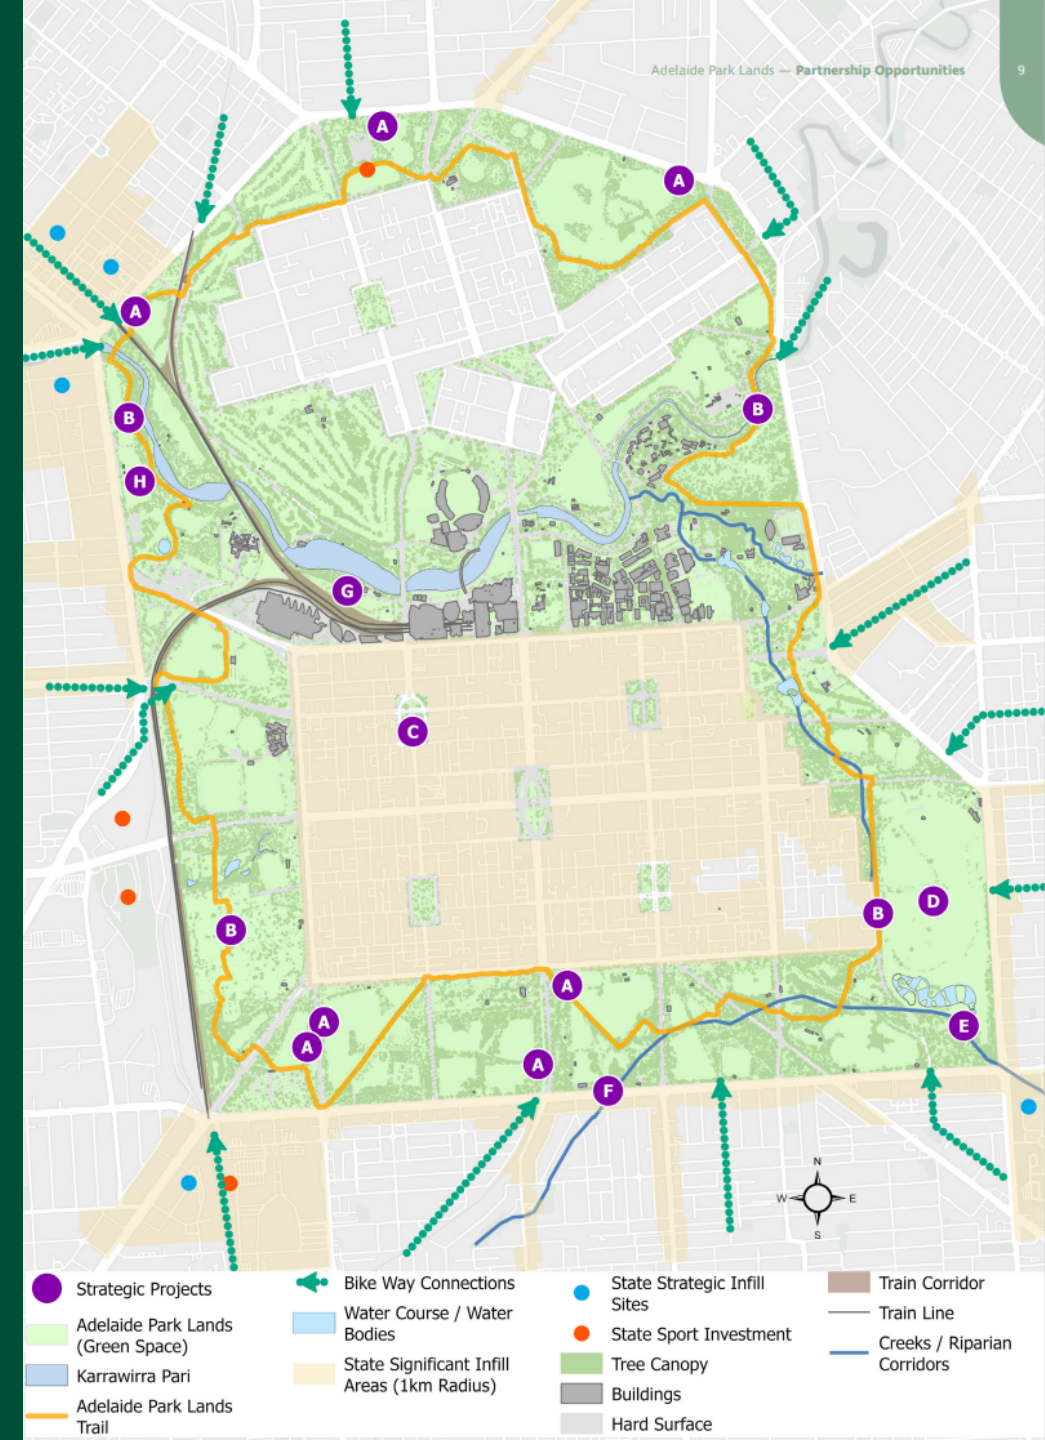 Adelaide Park Lands — Partnership Opportunities 9
A
A
A
B
B
H
G
C
D
B
B
A
A
A
E
A
F
N
W E
S
Strategic Projects
Adelaide Park Lands
(Green Space)
Karrawirra Pari
Adelaide Park Lands
Trail
Bike Way Connections
Water Course / Water
Bodies
State Significant Infill
Areas (1km Radius)
State Strategic Infill
Sites
State Sport Investment
Tree Canopy
Buildings
Hard Surface
Train Corridor
Train Line
Creeks / Riparian
Corridors